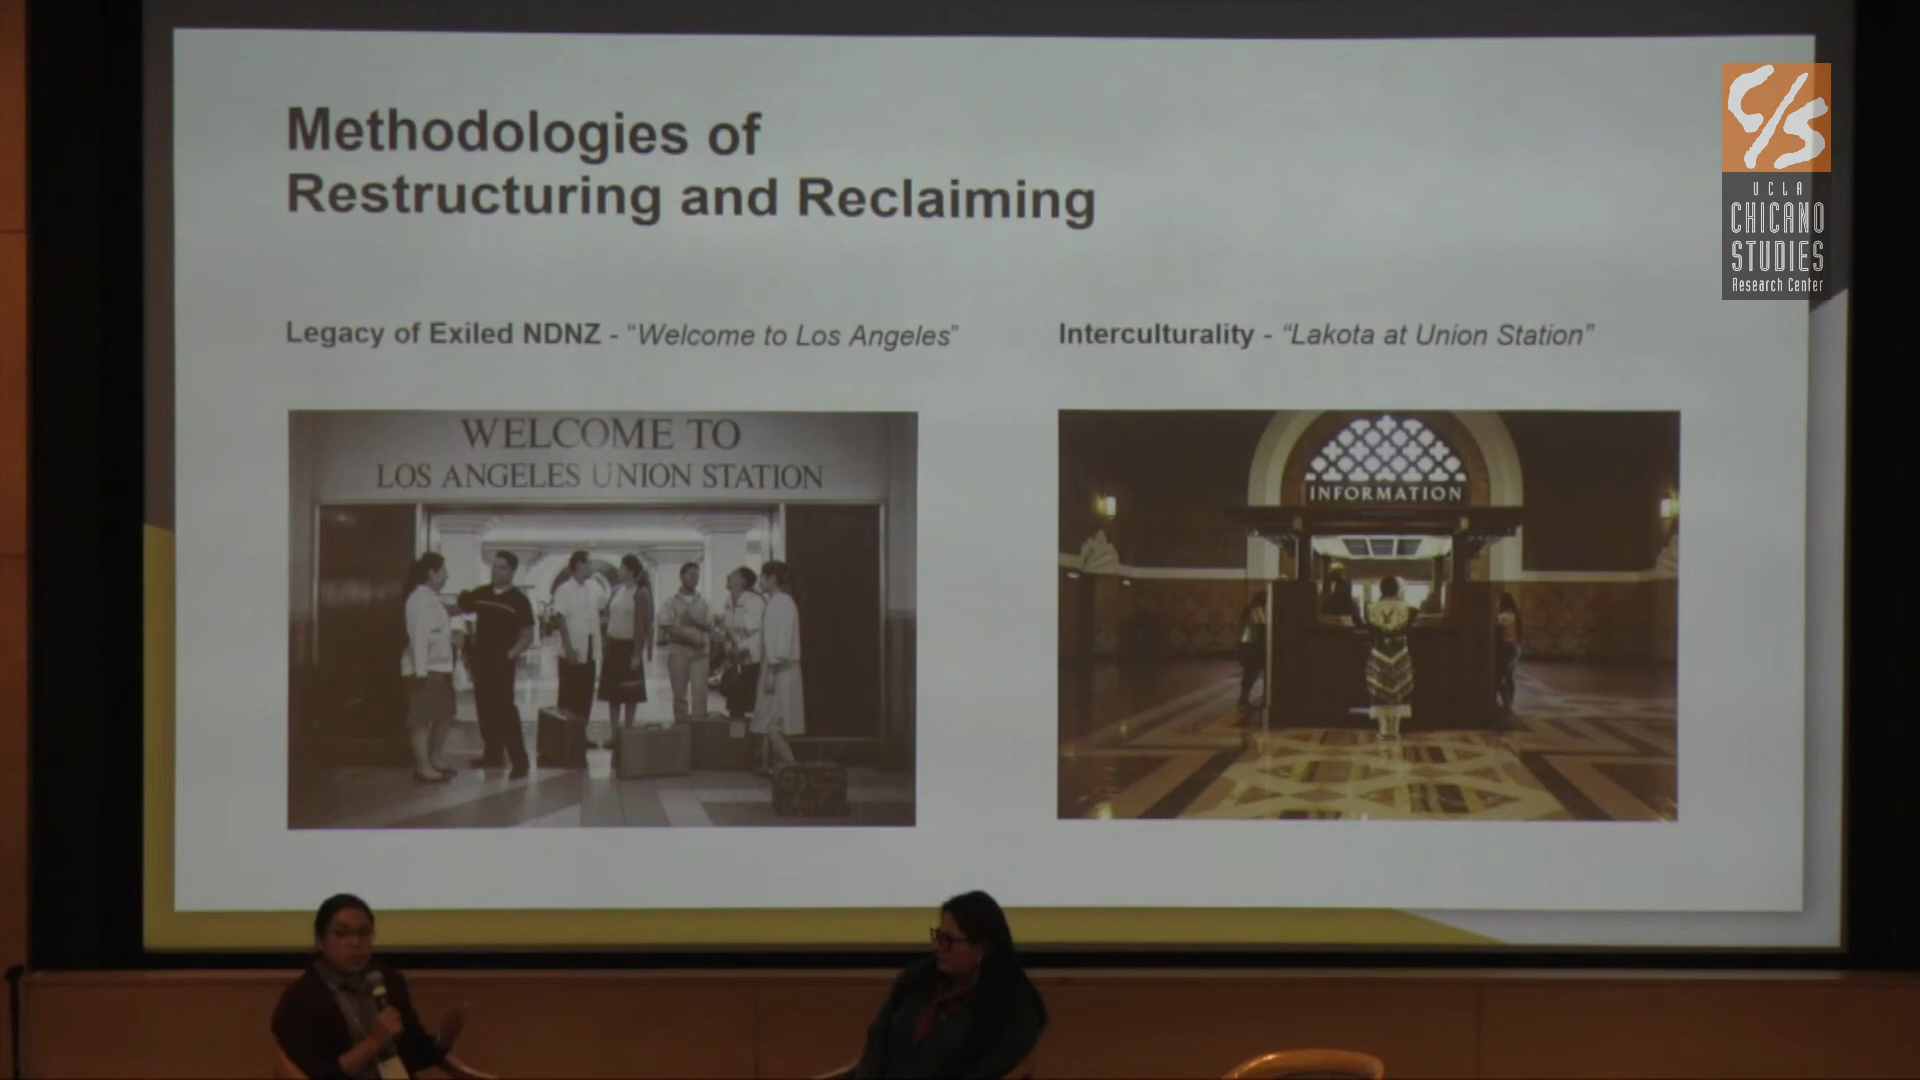 Methodologies of
Restructuring and Reclaiming
Legacy of Exiled NDNZ - “Welcome to Los Angeles”
Interculturality - “Lakota at Union Station”
WELCOME TO
LOS ANGELES UNION STATION
INFORMATION
C/S
UCLA
CHICANO
STUDIES
Research Center